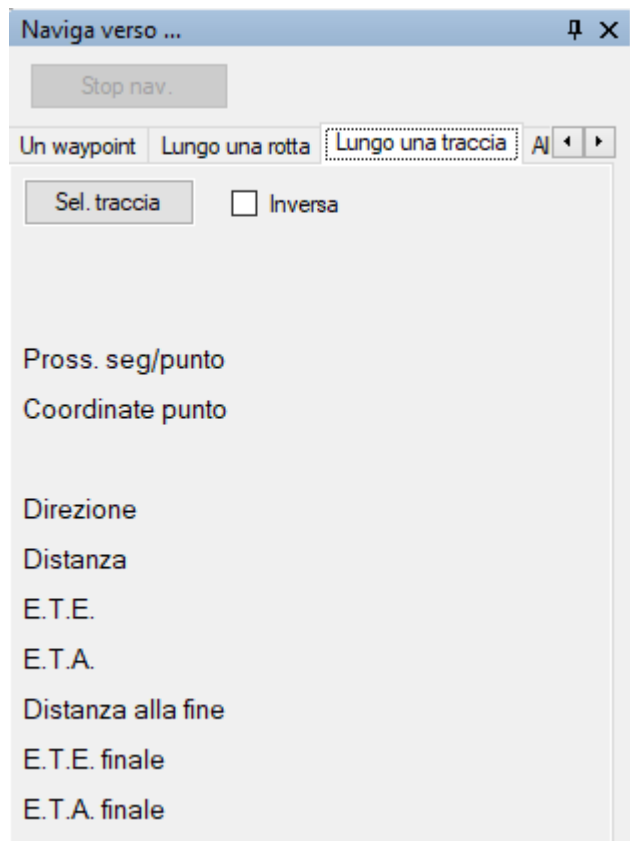 Naviga verso ...
Stop nav.
Un waypoint Lungo una rotta Lungo una traccia Al
Sel. traccia Inversa
Pross. seg/punto
Coordinate punto
Direzione
Distanza
E.T.E.
E.T.A.
Distanza alla fine
E.T.E. finale
E.T.A. finale